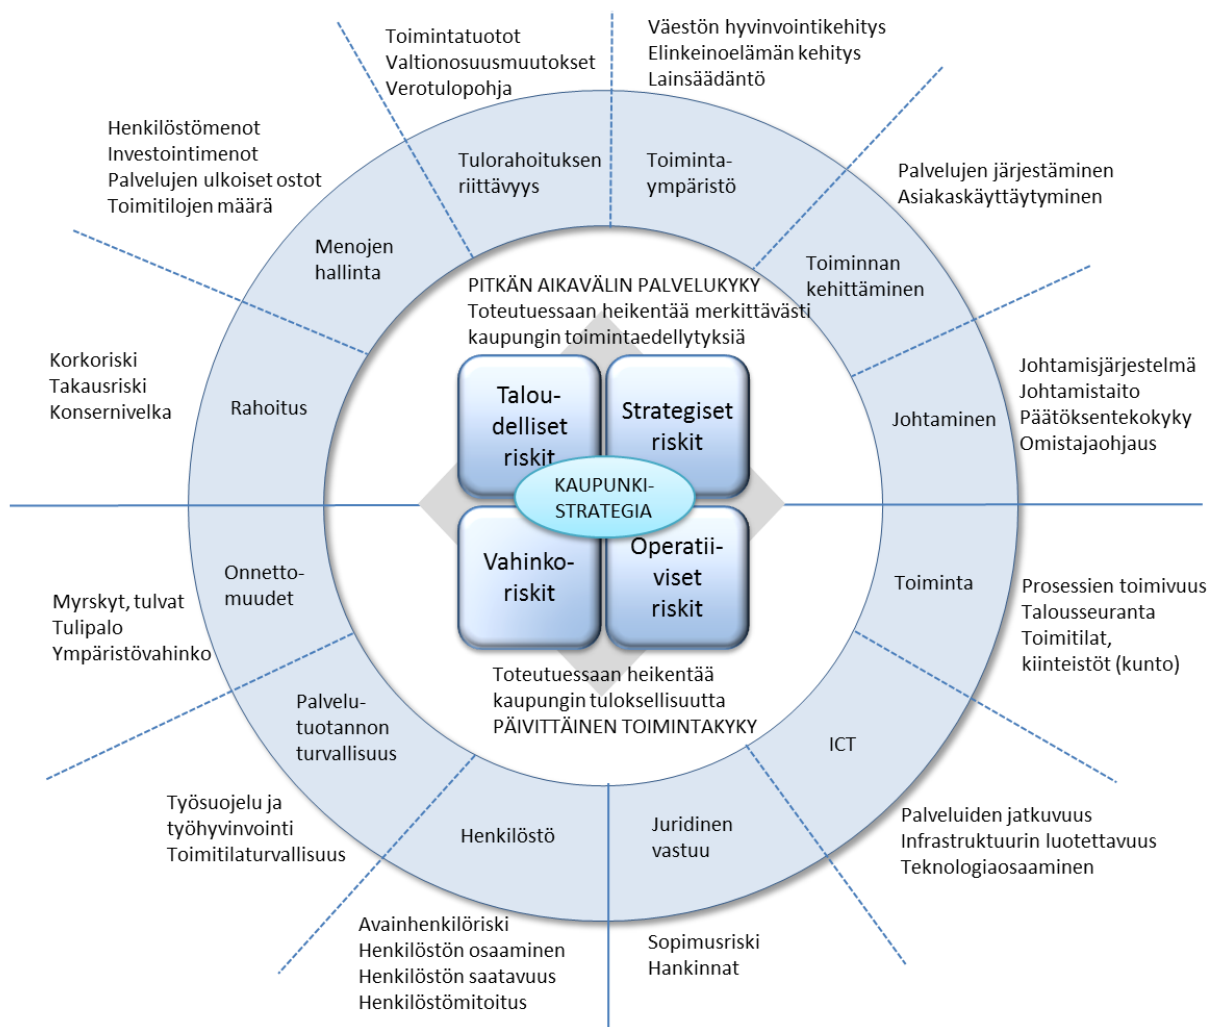 Toimintatuotot
Valtionosuusmuutokset
Verotulopohja
Väestön hyvinvointikehitys
Elinkeinoelämän kehitys
Lainsäädäntö
Henkilöstömenot
Investointimenot
Palvelujen ulkoiset ostot
Toimitilojen määrä
Tulorahoituksen
riittävyys
Toiminta-
ympäristö
Palvelujen järjestäminen
Asiakaskäyttäytyminen
Menojen
hallinta
Toiminnan
kehittäminen
PITKÄN AIKAVÄLIN PALVELUKYKY
Toteutuessaan heikentää merkittävästi
kaupungin toimintaedellytyksiä
Korkoriski
Takausriski
Konsernivelka
Rahoitus
Talou-
delliset
riskit
Strategiset
riskit
Johtaminen
Johtamisjärjestelmä
Johtamistaito
Päätöksentekokyky
Omistajaohjaus
KAUPUNKI-
STRATEGIA
Vahinko-
riskit
Operatii-
viset
riskit
Onnetto-
muudet
Toiminta
Myrskyt, tulvat
Tulipalo
Ympäristövahinko
Prosessien toimivuus
Talousseuranta
Toimitilat,
kiinteistöt (kunto)
Toteutuessaan heikentää
kaupungin tuloksellisuutta
PÄIVITTÄINEN TOIMINTAKYKY
Palvelu-
tuotannon
turvallisuus
ICT
Työsuojelu ja
työhyvinvointi
Toimitilaturvallisuus
Henkilöstö
Juridinen
vastuu
Palveluiden jatkuvuus
Infrastruktuurin luotettavuus
Teknologiaosaaminen
Avainhenkilöriski
Henkilöstön osaaminen
Henkilöstön saatavuus
Henkilöstömitoitus
Sopimusriski
Hankinnat